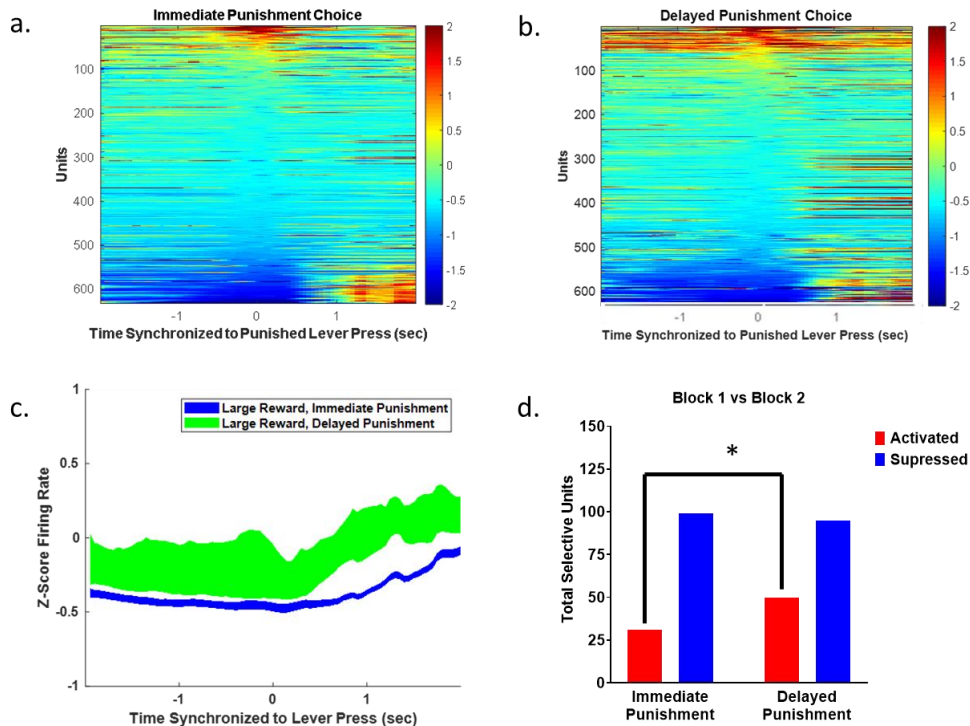 a.
Immediate Punishment Choice
Units
100
200
300
400
500
600
-1
0
1
2
1.5
1
0.5
0
-0.5
-1
-1.5
-2
Time Synchronized to Punished Lever Press (sec)
b.
Delayed Punishment Choice
Units
100
200
300
400
500
600
-1
0
1
2
1.5
1
0.5
0
-0.5
-1
-1.5
-2
Time Synchronized to Punished Lever Press (sec)
c.
Large Reward, Immediate Punishment
Large Reward, Delayed Punishment
Z-Score Firing Rate
1
0.5
0
-0.5
-1
-1
0
1
Time Synchronized to Lever Press (sec)
d.
Block 1 vs Block 2
Activated
Supressed
*
Total Selective Units
150
125
100
75
50
25
0
Immediate
Punishment
Delayed
Punishment